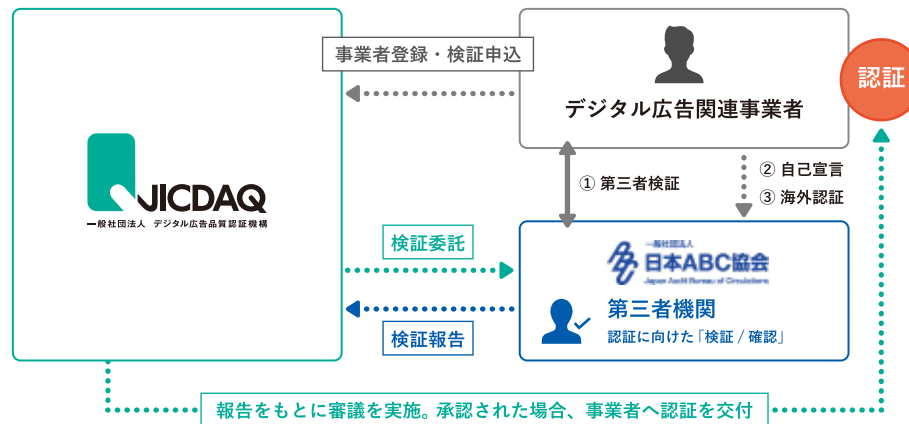 事業者登録・検証申込
デジタル広告関連事業者
認証
JICDAQ
一般社団法人 デジタル広告品質認証機構
① 第三者検証
② 自己宣言
③ 海外認証
検証委託
検証報告
一般社団法人
日本ABC協会
Japan Audit Bureau of Circulations
第三者機関
認証に向けた「検証 / 確認」
報告をもとに審議を実施。承認された場合、事業者へ認証を交付